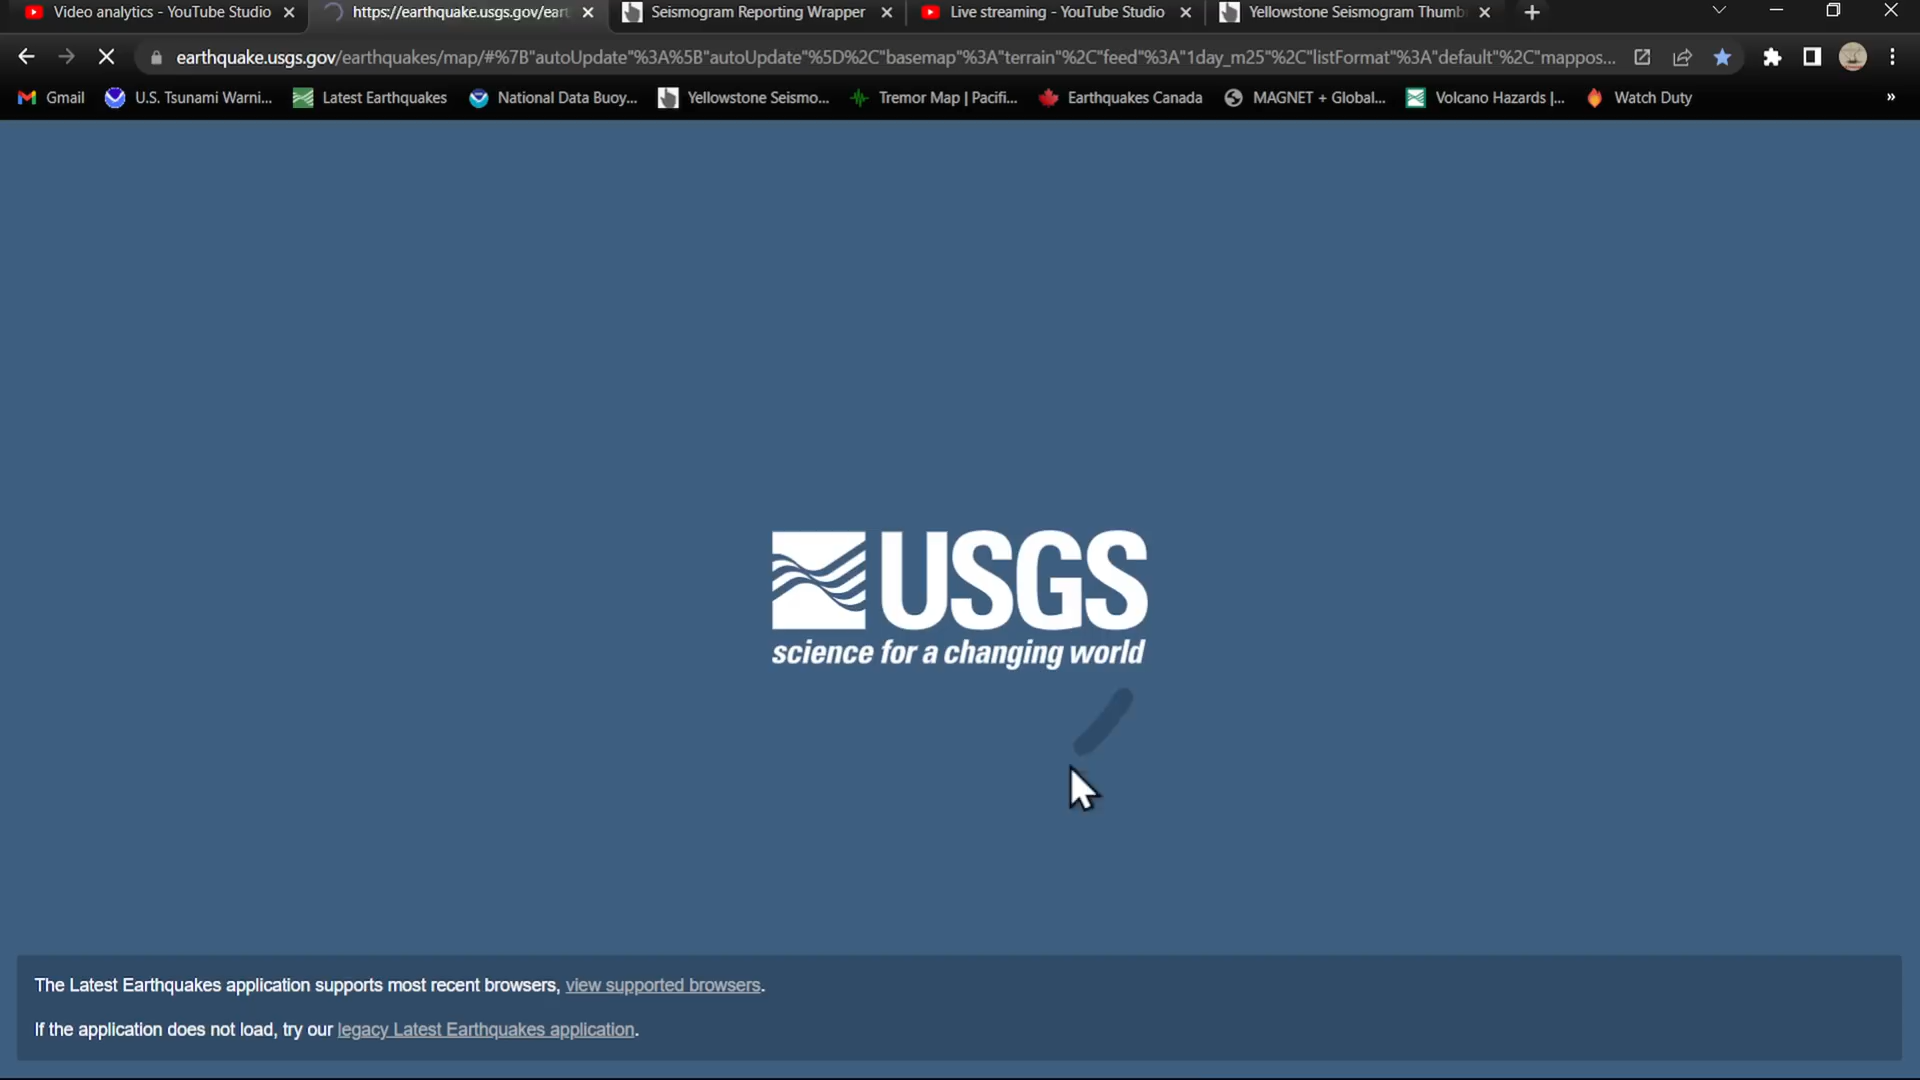 Video analytics - YouTube Studio
https://earthquake.usgs.gov/eart
Seismogram Reporting Wrapper
Live streaming - YouTube Studio
Yellowstone Seismogram Thumb
earthquake.usgs.gov/earthquakes/map/#%7B"autoUpdate"%3A%5B"autoUpdate"%5D%2C"basemap"%3A"terrain"%2C"feed"%3A"1day_m25"%2C"listFormat"%3A"default"%2C"mappos...
Gmail
U.S. Tsunami Warni...
Latest Earthquakes
National Data Buoy...
Yellowstone Seismo...
Tremor Map | Pacifi...
Earthquakes Canada
MAGNET + Global...
Volcano Hazards |...
Watch Duty
USGS
science for a changing world
The Latest Earthquakes application supports most recent browsers, view supported browsers.
If the application does not load, try our legacy Latest Earthquakes application.